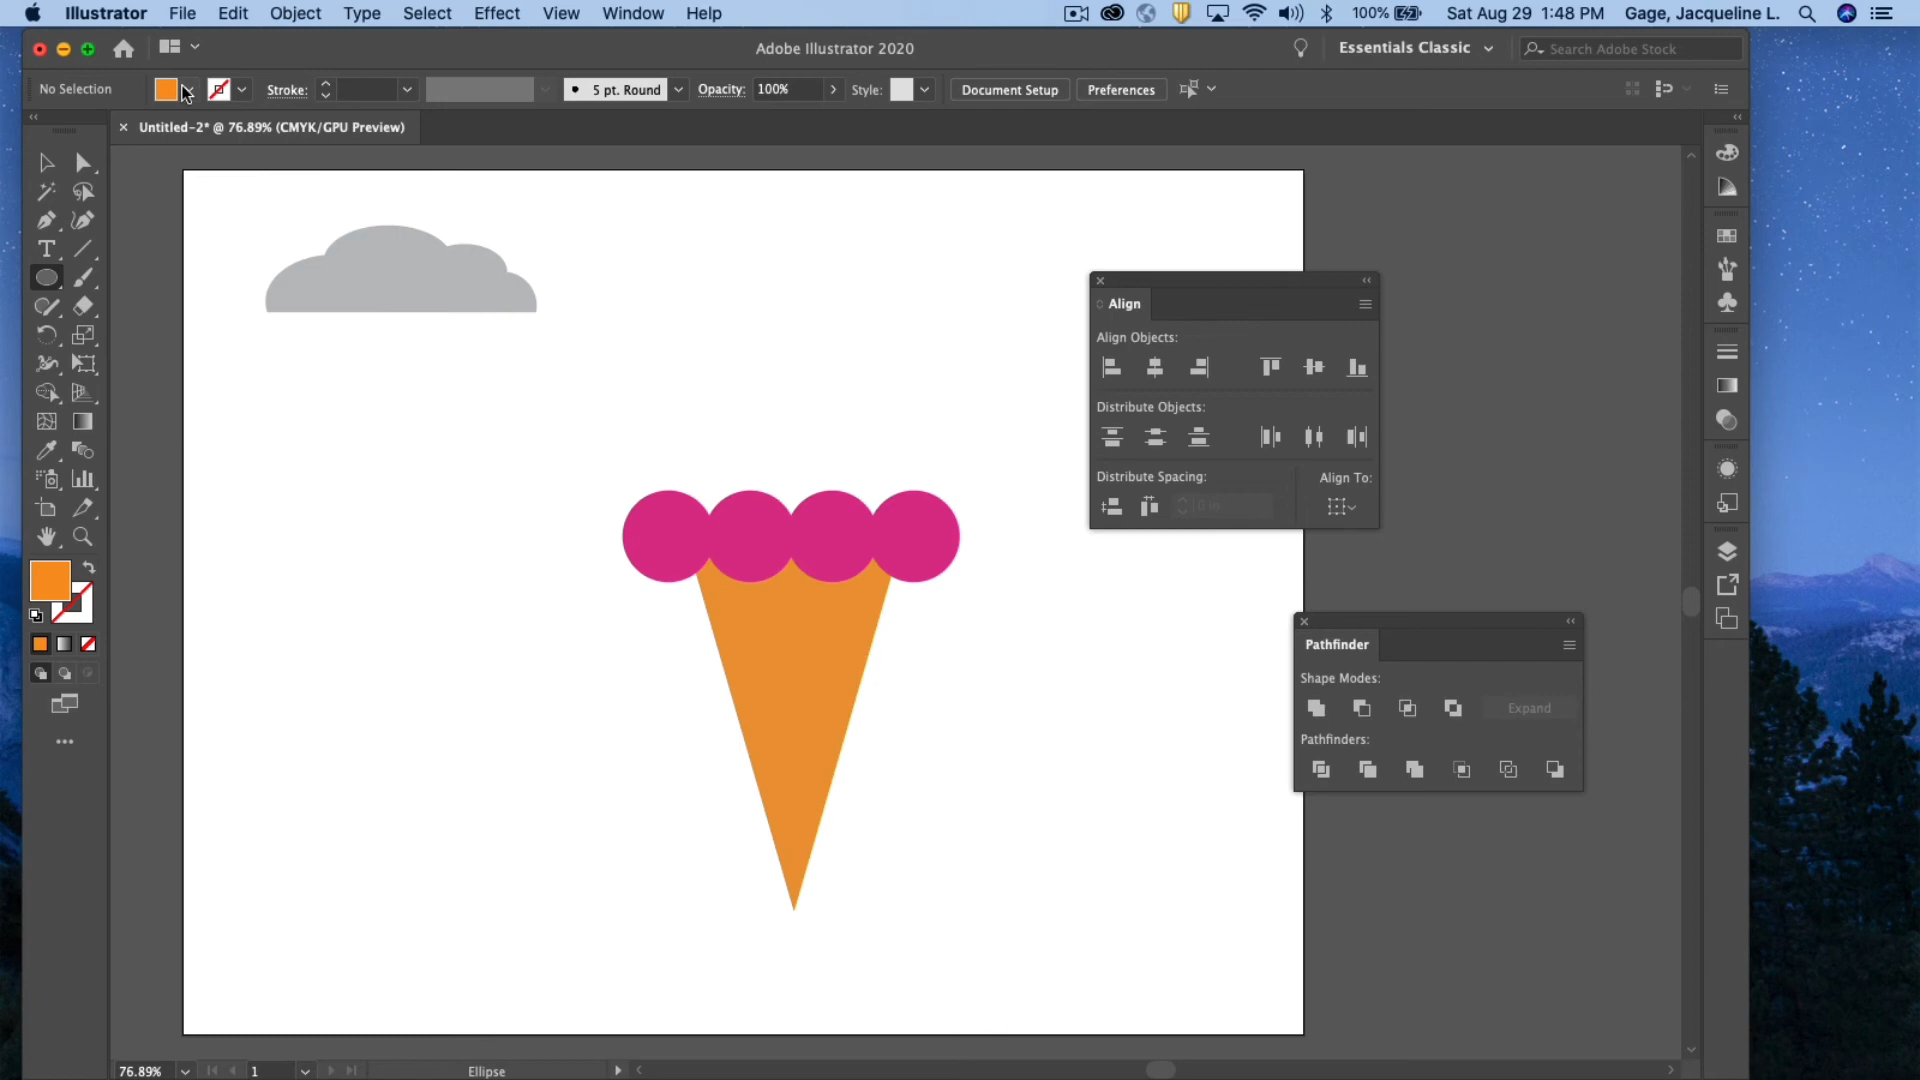 Illustrator File Edit Object Type Select Effect View Window Help 100% Sat Aug 29 1:48 PM Gage, Jacqueline L.
Adobe Illustrator 2020 Essentials Classic Search Adobe Stock
No Selection Stroke: 5 pt. Round Opacity: 100% Style: Document Setup Preferences
Untitled-2* @ 76.89% (CMYK/GPU Preview)
Align
Align Objects:
Distribute Objects:
Distribute Spacing: Align To:
0 in
Pathfinder
Shape Modes:
Expand
Pathfinders:
76.89% 1 Ellipse